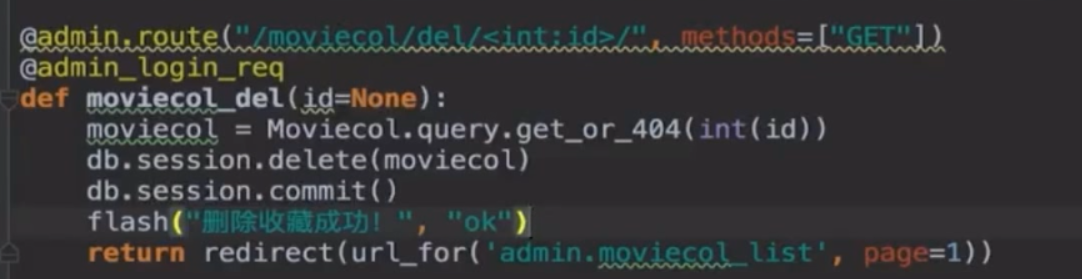 @admin.route("/moviecol/del/<int:id>/", methods=["GET"])
@admin_login_req
def moviecol_del(id=None):
    moviecol = Moviecol.query.get_or_404(int(id))
    db.session.delete(moviecol)
    db.session.commit()
    flash("删除收藏成功！", "ok")
    return redirect(url_for('admin.moviecol_list', page=1))